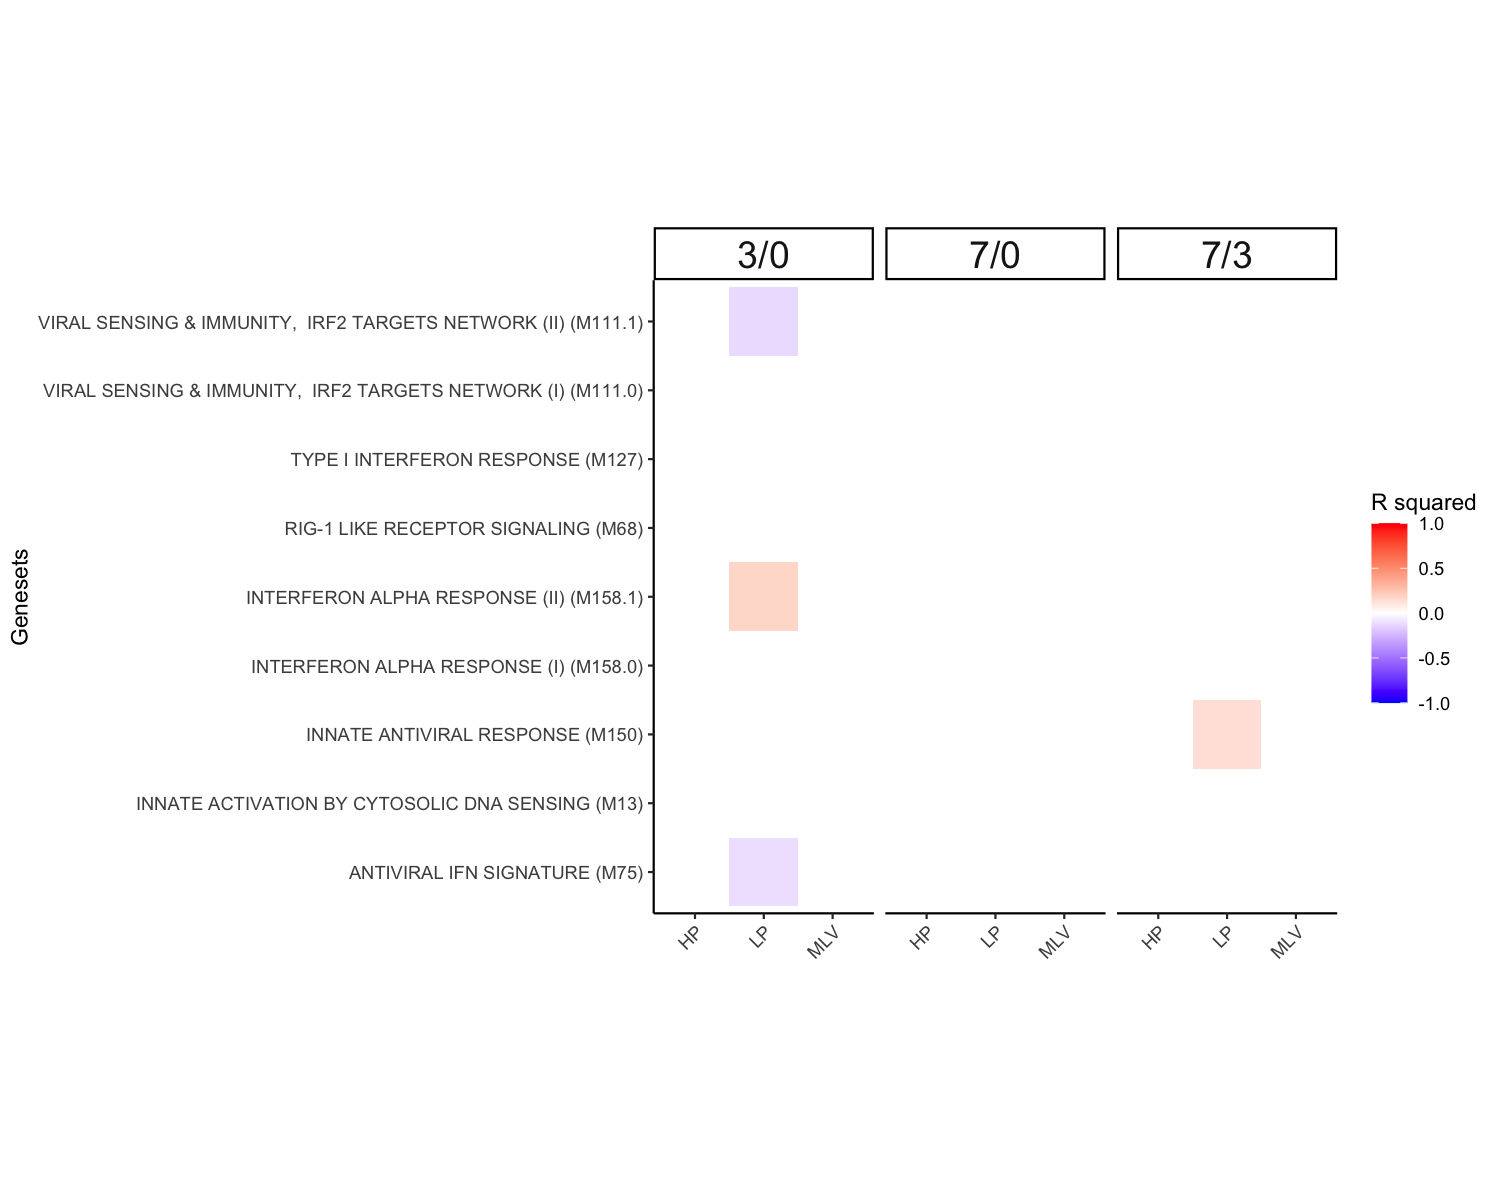 3/0 7/0 7/3
VIRAL SENSING & IMMUNITY,  IRF2 TARGETS NETWORK (II) (M111.1)
VIRAL SENSING & IMMUNITY,  IRF2 TARGETS NETWORK (I) (M111.0)
TYPE I INTERFERON RESPONSE (M127)
RIG-1 LIKE RECEPTOR SIGNALING (M68)
INTERFERON ALPHA RESPONSE (II) (M158.1)
INTERFERON ALPHA RESPONSE (I) (M158.0)
INNATE ANTIVIRAL RESPONSE (M150)
INNATE ACTIVATION BY CYTOSOLIC DNA SENSING (M13)
ANTIVIRAL IFN SIGNATURE (M75)
Genesets
HP LP MLV HP LP MLV HP LP MLV
R squared
1.0
0.5
0.0
-0.5
-1.0